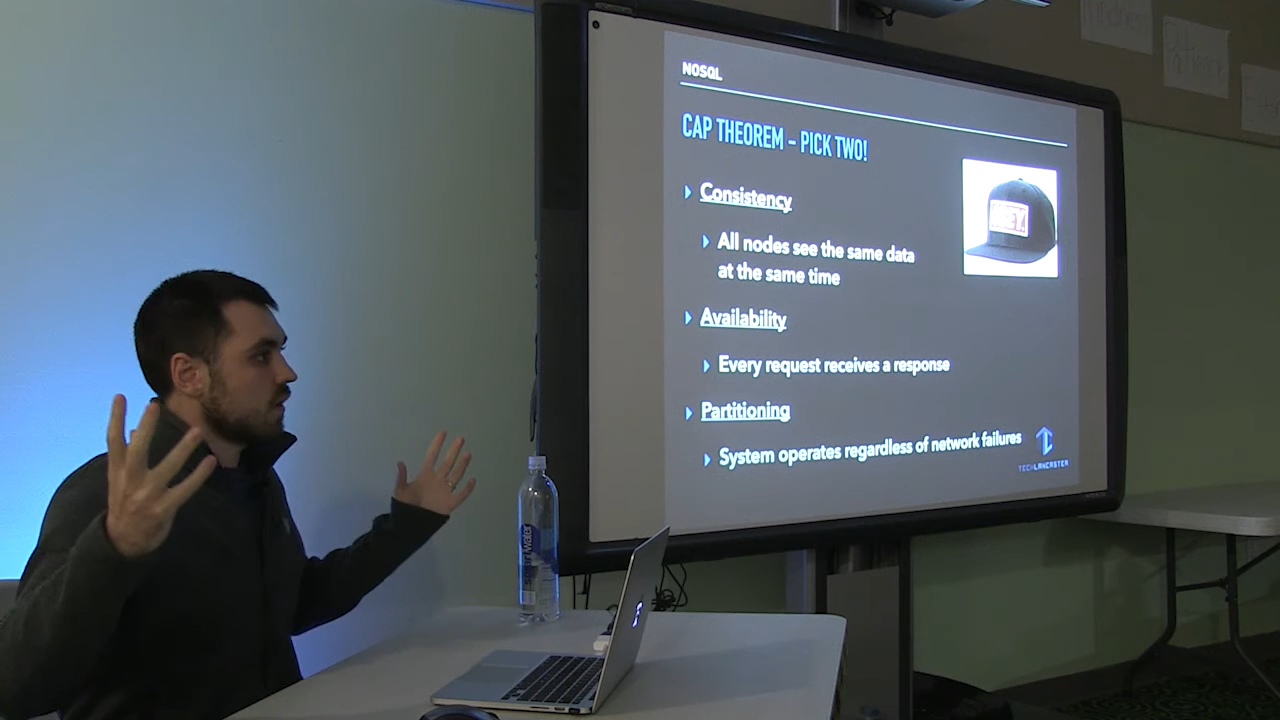 NOSQL
CAP THEOREM – PICK TWO!
Consistency
All nodes see the same data
at the same time
Availability
Every request receives a response
Partitioning
System operates regardless of network failures
TECHLANCASTER